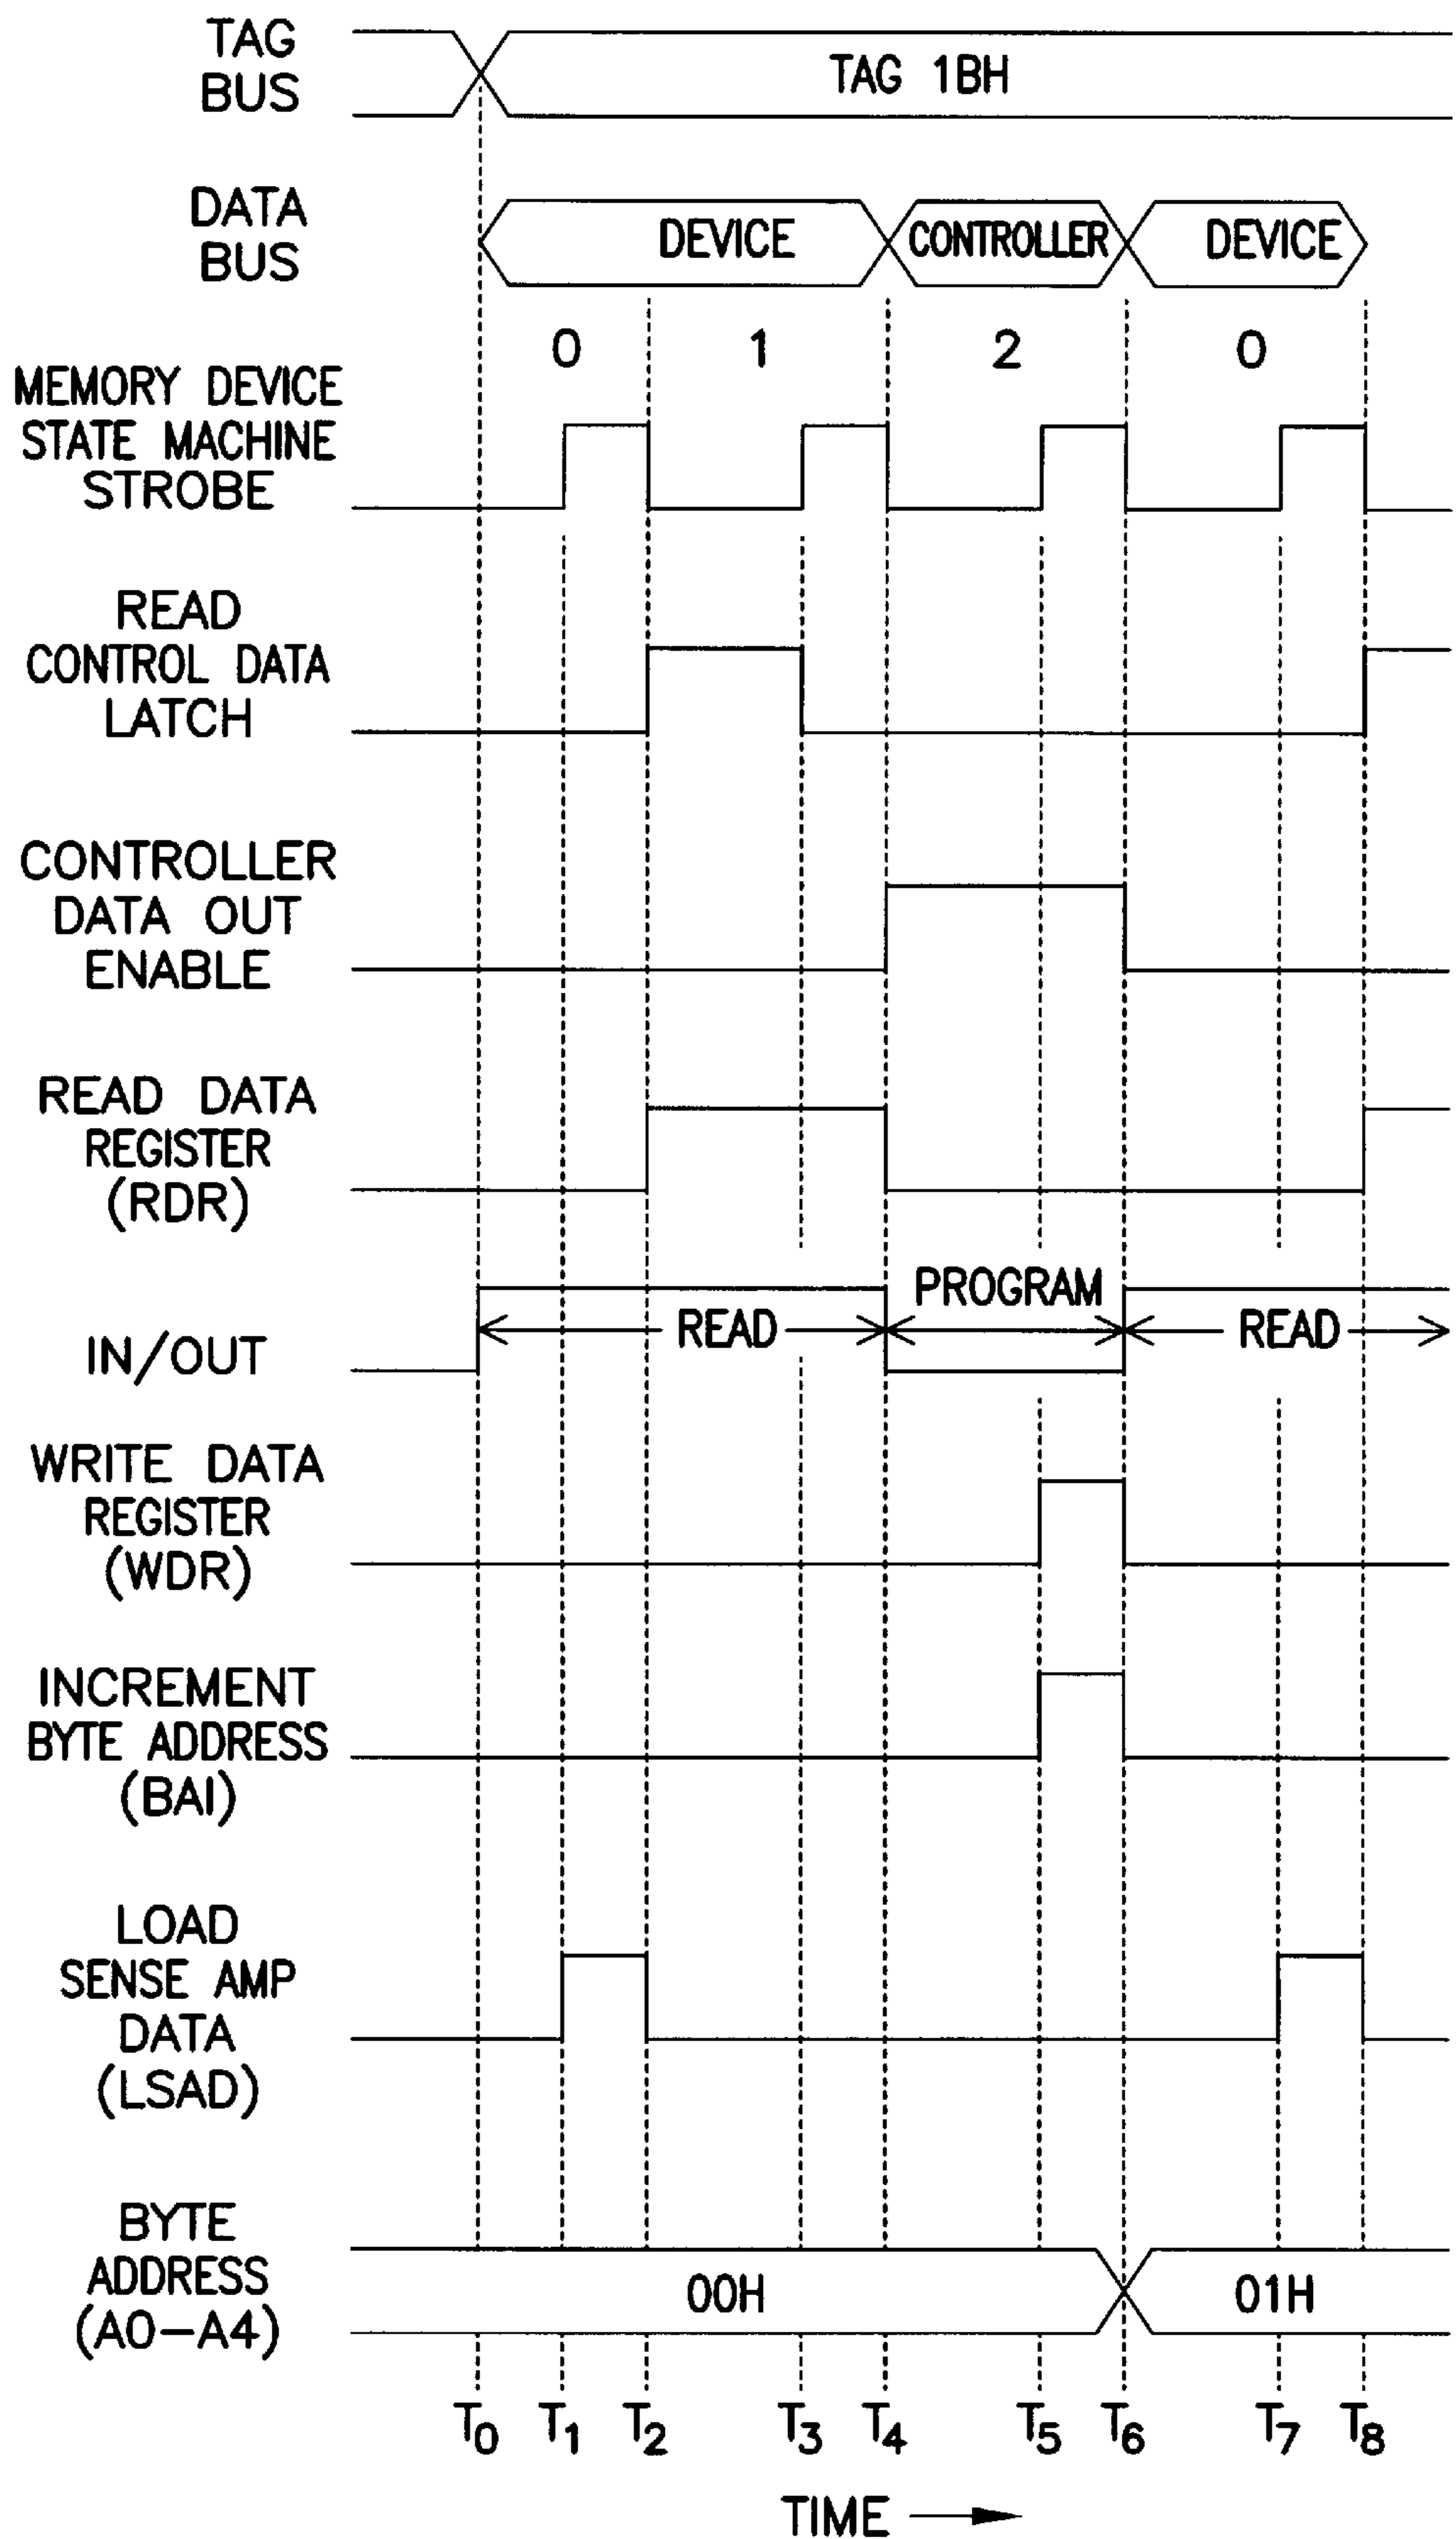 TAG
BUS
TAG 1BH
DATA
BUS
DEVICE
CONTROLLER
DEVICE
0
1
2
0
MEMORY DEVICE
STATE MACHINE
STROBE
READ
CONTROL DATA
LATCH
CONTROLLER
DATA OUT
ENABLE
READ DATA
REGISTER
(RDR)
IN/OUT
READ
PROGRAM
READ
WRITE DATA
REGISTER
(WDR)
INCREMENT
BYTE ADDRESS
(BAI)
LOAD
SENSE AMP
DATA
(LSAD)
BYTE
ADDRESS
(A0-A4)
00H
01H
T0 T1 T2 T3 T4 T5 T6 T7 T8
TIME